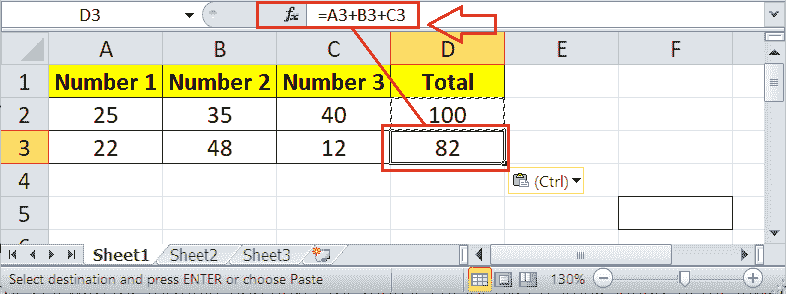 D3 fx =A3+B3+C3
A B C D E F
1 Number 1 Number 2 Number 3 Total
2 25 35 40 100
3 22 48 12 82
4 (Ctrl)
5
Sheet1 Sheet2 Sheet3
Select destination and press ENTER or choose Paste 130%